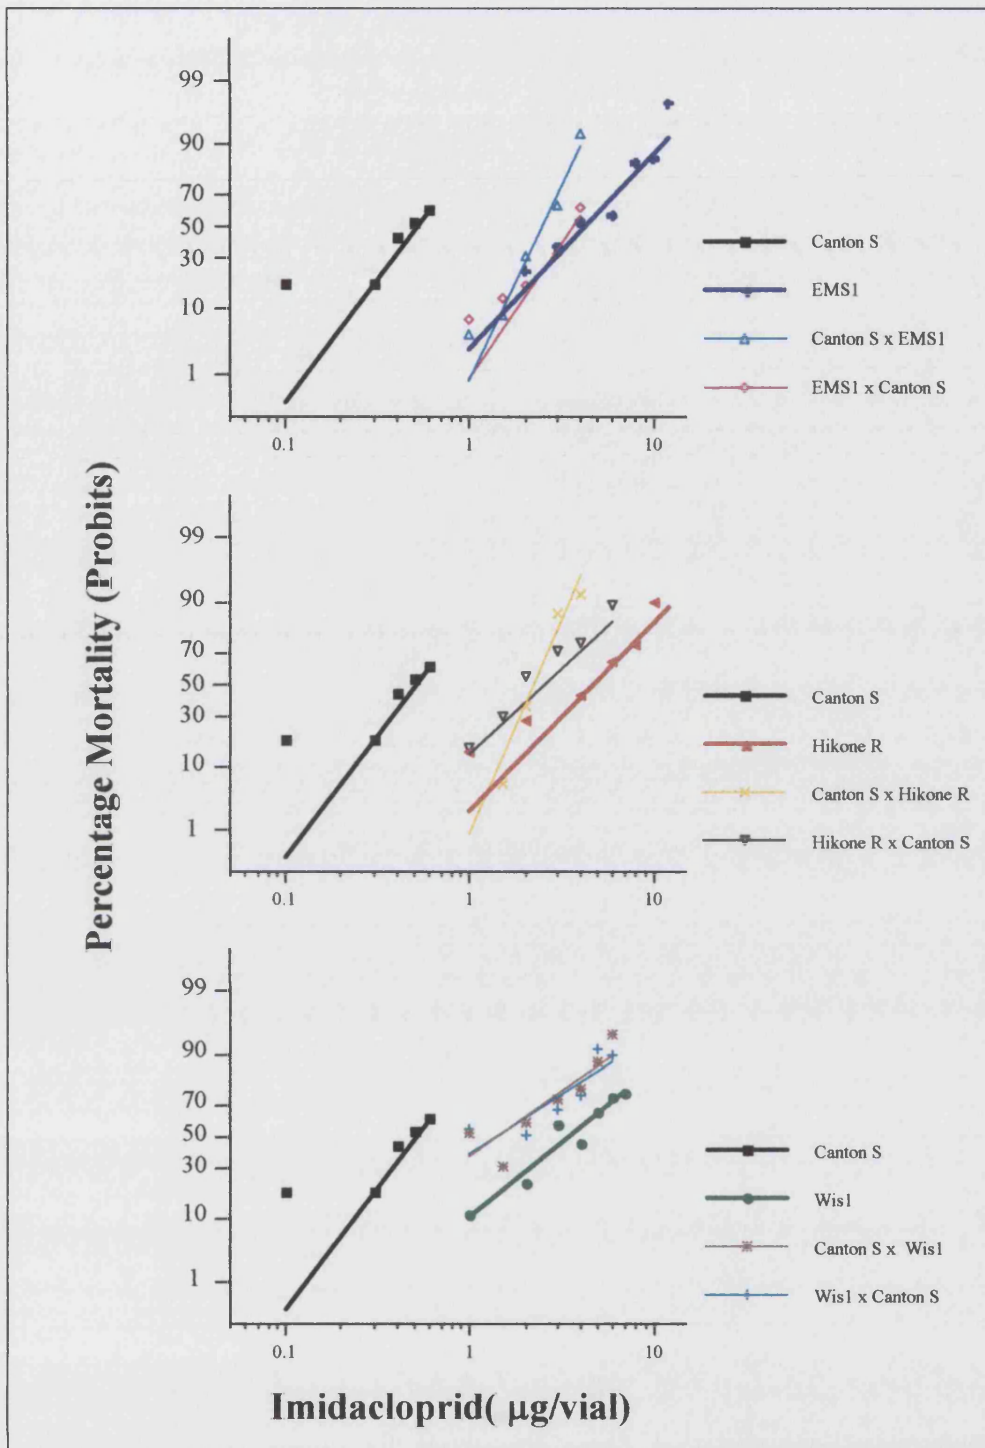 Percentage Mortality (Probits)
99
90
70
50
30
10
1
0.1 1 10
Canton S
EMS1
Canton S x EMS1
EMS1 x Canton S
99
90
70
50
30
10
1
0.1 1 10
Canton S
Hikone R
Canton S x Hikone R
Hikone R x Canton S
99
90
70
50
30
10
1
0.1 1 10
Canton S
Wis1
Canton S x Wis1
Wis1 x Canton S
Imidacloprid( µg/vial)